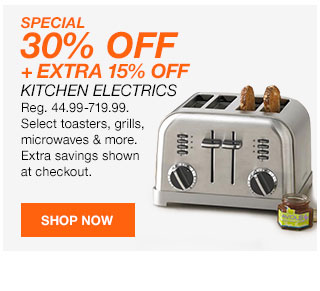 SPECIAL
30% OFF
+ EXTRA 15% OFF
KITCHEN ELECTRICS
Reg. 44.99-719.99.
Select toasters, grills,
microwaves & more.
Extra savings shown
at checkout.
SHOP NOW